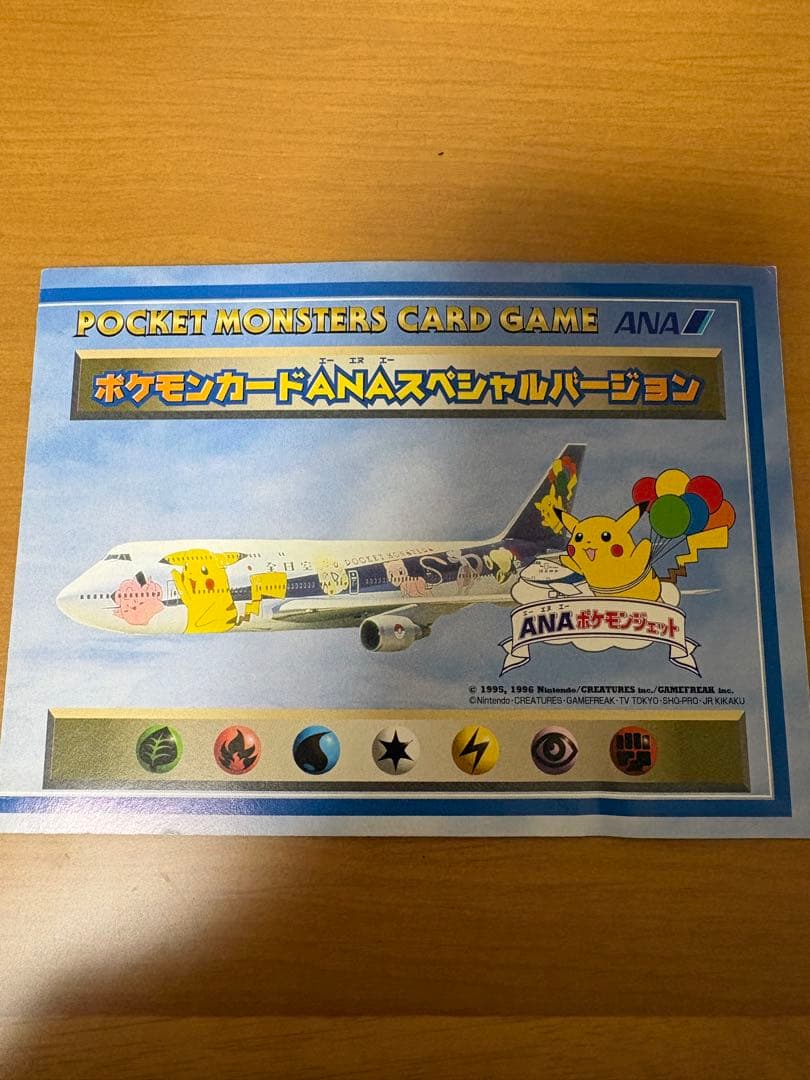 POCKET MONSTERS CARD GAME ANA
エー エヌ エー
ポケモンカードANAスペシャルバージョン
全日空
POCKET MONSTERS
エー エヌ エー
ANAポケモンジェット
© 1995, 1996 Nintendo/CREATURES inc./GAMEFREAK inc.
©Nintendo・CREATURES・GAMEFREAK・TV TOKYO・SHO-PRO・JR KIKAKU